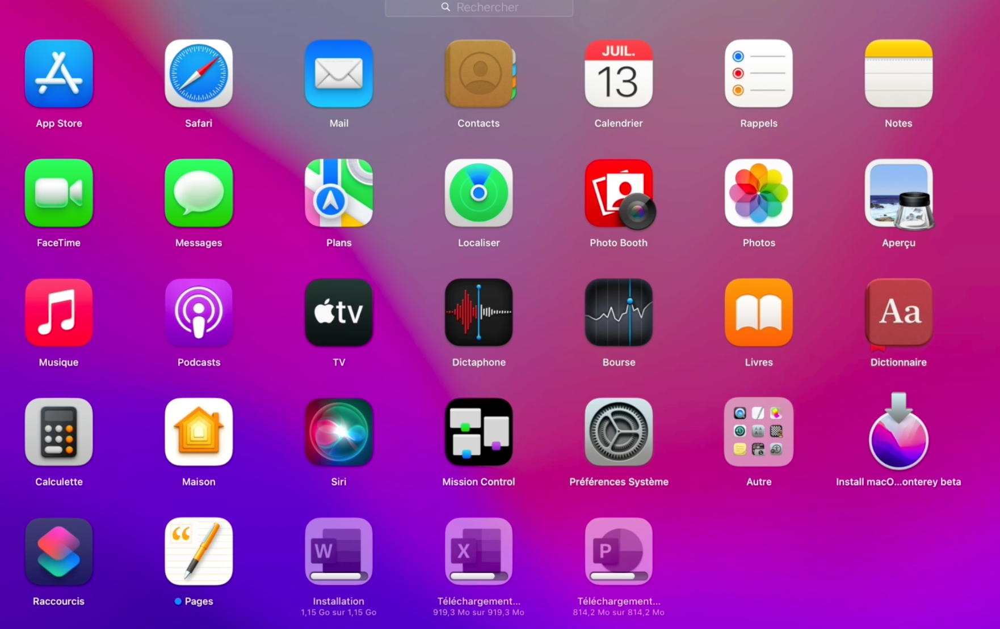 Rechercher
JUIL.
13
App Store
Safari
Mail
Contacts
Calendrier
Rappels
Notes
FaceTime
Messages
Plans
Localiser
Photo Booth
Photos
Aperçu
tv
Aa
Musique
Podcasts
TV
Dictaphone
Bourse
Livres
Dictionnaire
Calculette
Maison
Siri
Mission Control
Préférences Système
Autre
Install macO...onterey beta
“
W
X
P
Raccourcis
Pages
Installation
Téléchargement...
Téléchargement...
1,15 Go sur 1,15 Go
919,3 Mo sur 919,3 Mo
814,2 Mo sur 814,2 Mo